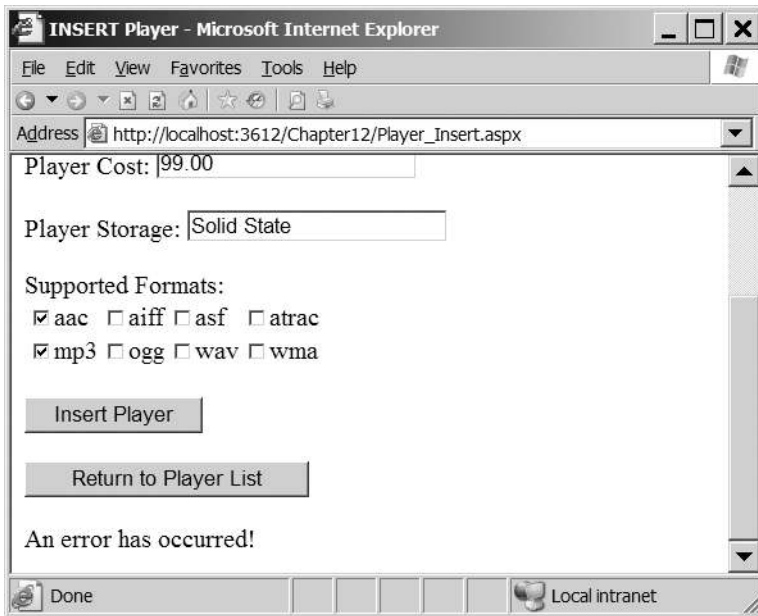 INSERT Player - Microsoft Internet Explorer
File Edit View Favorites Tools Help
Address http://localhost:3612/Chapter12/Player_Insert.aspx
Player Cost: 99.00
Player Storage: Solid State
Supported Formats:
aac aiff asf atrac
mp3 ogg wav wma
Insert Player
Return to Player List
An error has occurred!
Done Local intranet